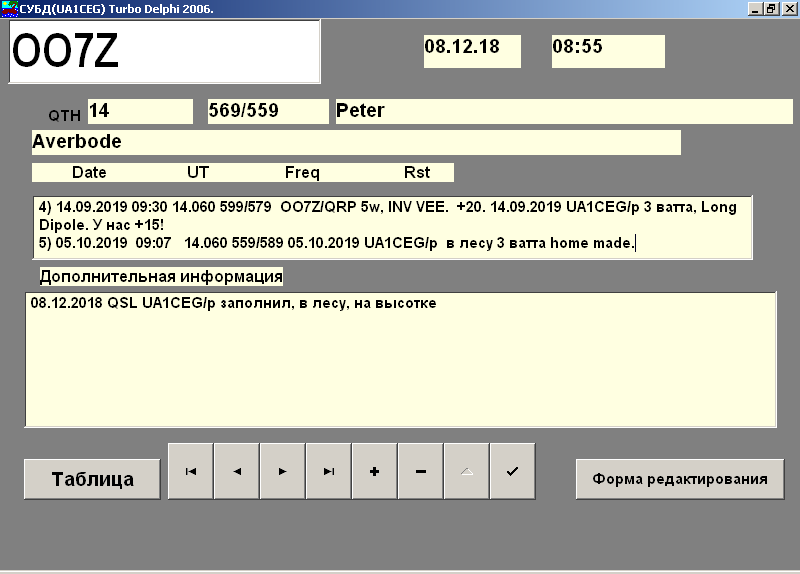 СУБД(UA1CEG) Turbo Delphi 2006.
OO7Z
08.12.18 08:55
QTH 14 569/559 Peter
Averbode
Date UT Freq Rst
4) 14.09.2019 09:30 14.060 599/579 OO7Z/QRP 5w, INV VEE. +20. 14.09.2019 UA1CEG/p 3 ватта, Long
Dipole. У нас +15!
5) 05.10.2019 09:07 14.060 559/589 05.10.2019 UA1CEG/p в лесу 3 ватта home made.
Дополнительная информация
08.12.2018 QSL UA1CEG/p заполнил, в лесу, на высотке
Таблица
Форма редактирования